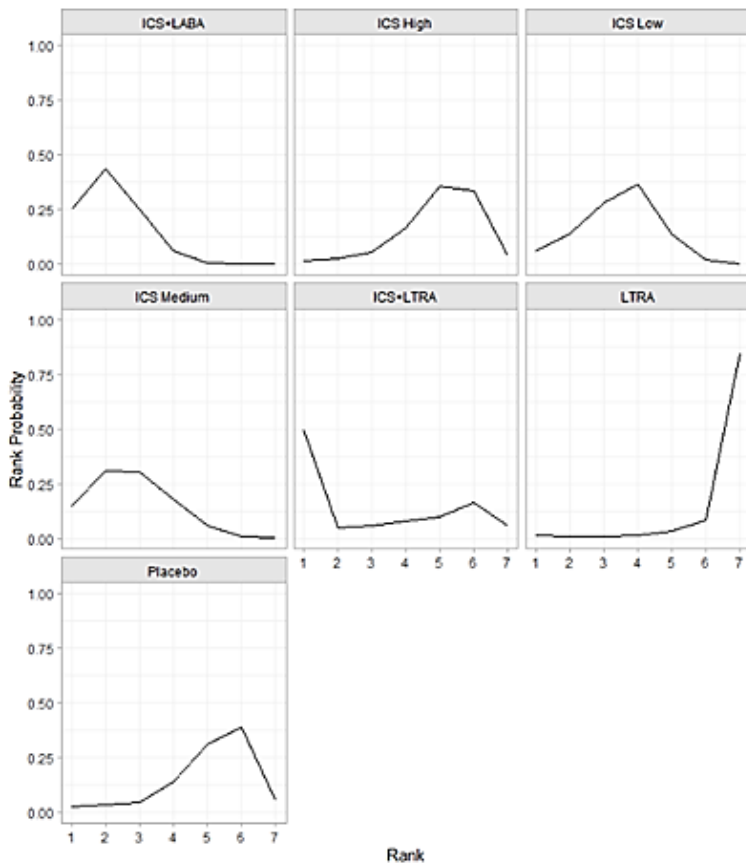 ICS+LABA
ICS High
ICS Low
1.00
0.75
0.50
0.25
0.00
ICS Medium
ICS+LTRA
LTRA
1.00
0.75
0.50
0.25
0.00
Rank Probability
1 2 3 4 5 6 7
1 2 3 4 5 6 7
Placebo
1.00
0.75
0.50
0.25
0.00
1 2 3 4 5 6 7
Rank